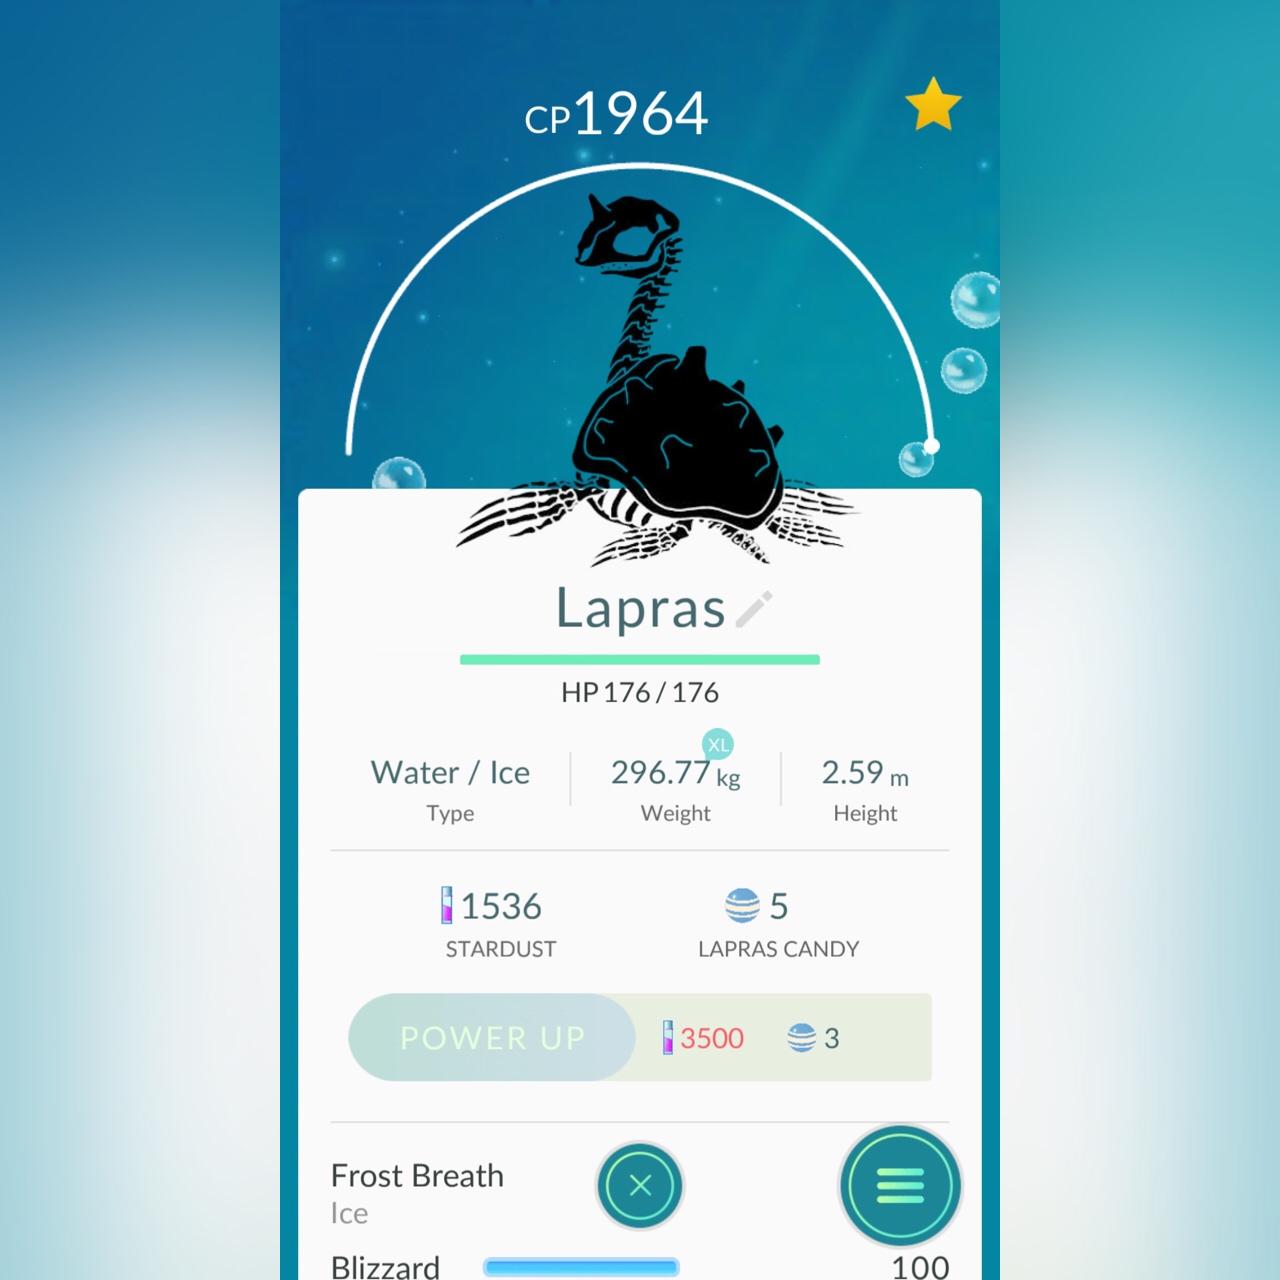 CP1964
Lapras
HP 176 / 176
XL
Water / Ice 296.77 kg 2.59 m
Type Weight Height
1536 5
STARDUST LAPRAS CANDY
POWER UP 3500 3
Frost Breath
Ice
Blizzard 100